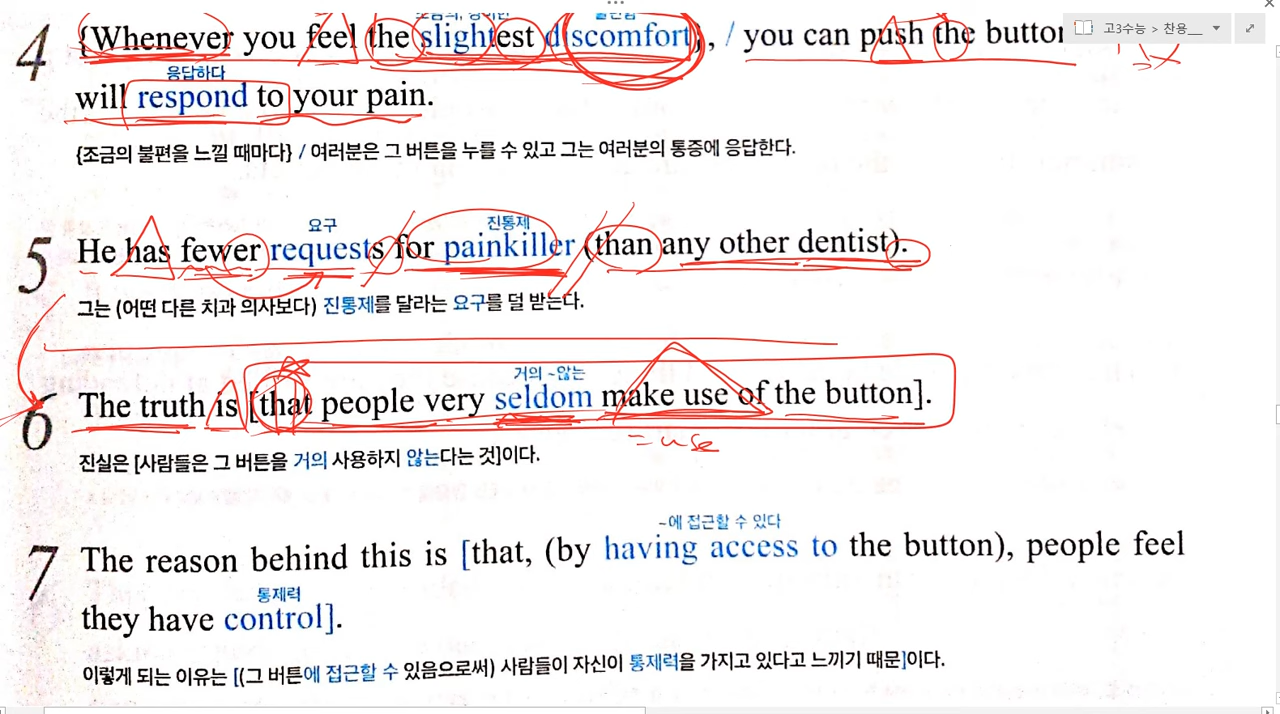 고3수능 > 찬용__
4
불편함
{Whenever you feel the slightest discomfort}, / you can push the button
응답하다
will respond to your pain.
{조금의 불편을 느낄 때마다} / 여러분은 그 버튼을 누를 수 있고 그는 여러분의 통증에 응답한다.
요구 진통제
5
He has fewer requests for painkiller (than any other dentist).
그는 (어떤 다른 치과 의사보다) 진통제를 달라는 요구를 덜 받는다.
거의 ~않는
6
The truth is [that people very seldom make use of the button].
= use
진실은 [사람들은 그 버튼을 거의 사용하지 않는다는 것]이다.
~에 접근할 수 있다
7
The reason behind this is [that, (by having access to the button), people feel
통제력
they have control].
이렇게 되는 이유는 [(그 버튼에 접근할 수 있음으로써) 사람들이 자신이 통제력을 가지고 있다고 느끼기 때문]이다.